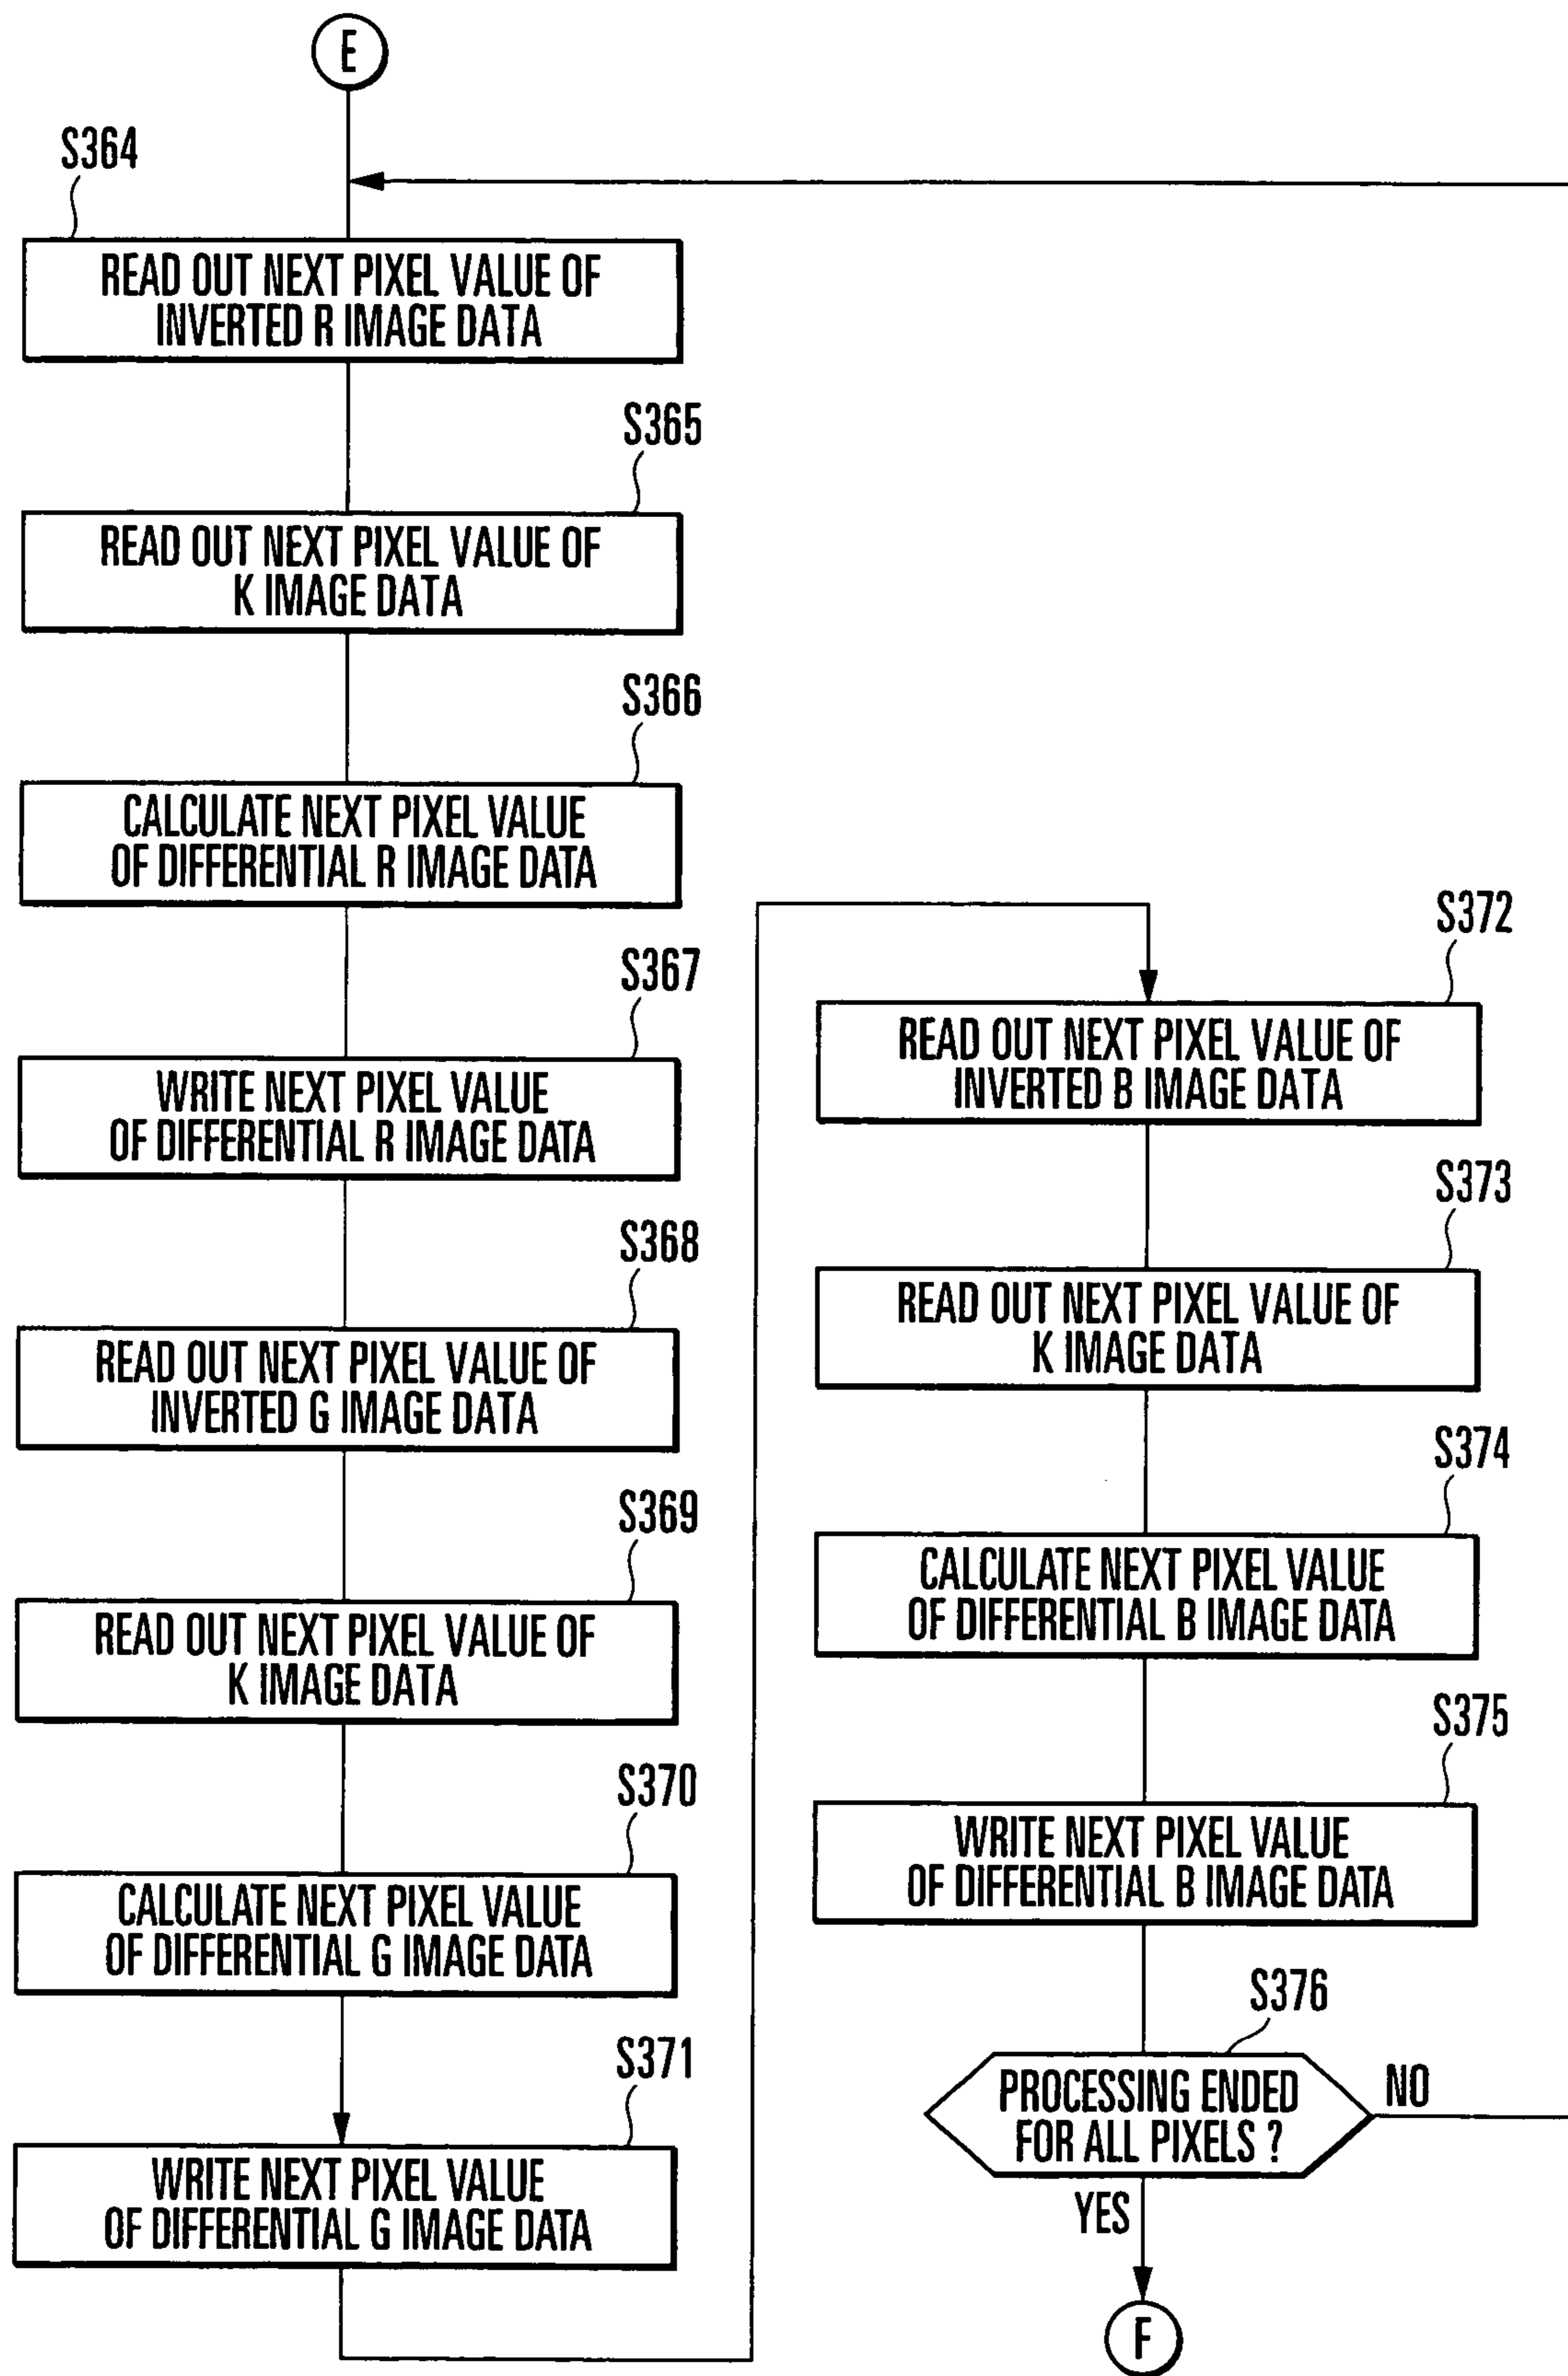 E
S364
READ OUT NEXT PIXEL VALUE OF
INVERTED R IMAGE DATA
S365
READ OUT NEXT PIXEL VALUE OF
K IMAGE DATA
S366
CALCULATE NEXT PIXEL VALUE
OF DIFFERENTIAL R IMAGE DATA
S367
WRITE NEXT PIXEL VALUE
OF DIFFERENTIAL R IMAGE DATA
S368
READ OUT NEXT PIXEL VALUE OF
INVERTED G IMAGE DATA
S369
READ OUT NEXT PIXEL VALUE OF
K IMAGE DATA
S370
CALCULATE NEXT PIXEL VALUE
OF DIFFERENTIAL G IMAGE DATA
S371
WRITE NEXT PIXEL VALUE
OF DIFFERENTIAL G IMAGE DATA
S372
READ OUT NEXT PIXEL VALUE OF
INVERTED B IMAGE DATA
S373
READ OUT NEXT PIXEL VALUE OF
K IMAGE DATA
S374
CALCULATE NEXT PIXEL VALUE
OF DIFFERENTIAL B IMAGE DATA
S375
WRITE NEXT PIXEL VALUE
OF DIFFERENTIAL B IMAGE DATA
S376
PROCESSING ENDED
FOR ALL PIXELS ?
NO
YES
F